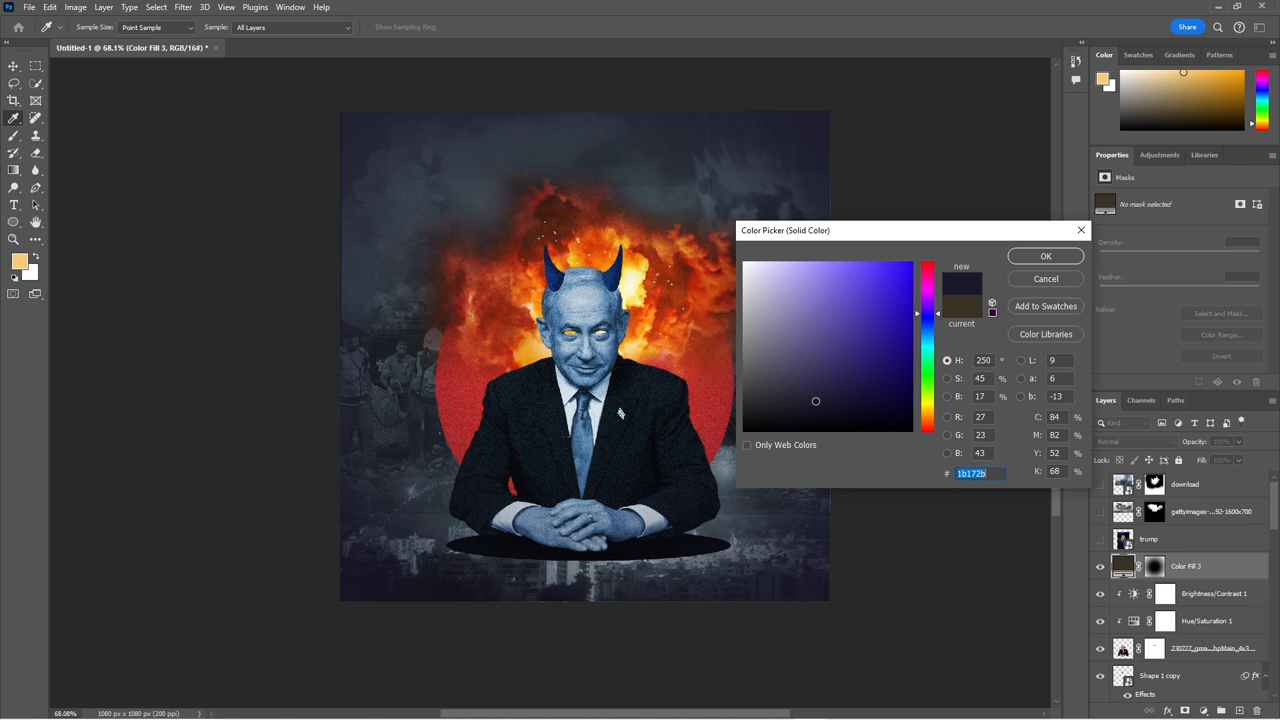 Ps File Edit Image Layer Type Select Filter 3D View Plugins Window Help
Sample Size: Point Sample Sample: All Layers Show Sampling Ring Share
Untitled-1 @ 68.1% (Color Fill 3, RGB/16#) * ×
Color Swatches Gradients Patterns
Properties Adjustments Libraries
Masks
No mask selected
Density:
Feather:
Refine: Select and Mask...
Color Range...
Invert
Color Picker (Solid Color)
new
current
OK
Cancel
Add to Swatches
Color Libraries
H: 250 ° L: 9
S: 45 % a: 6
B: 17 % b: -13
R: 27 C: 84 %
G: 23 M: 82 %
B: 43 Y: 52 %
# 1b172b K: 68 %
Only Web Colors
Layers Channels Paths
Kind
Normal Opacity: 100%
Lock: Fill: 100%
download
gettyimages-...92-1600x700
trump
Color Fill 3
Brightness/Contrast 1
Hue/Saturation 1
230727_gma...hpMain_4x3...
Shape 1 copy fx
Effects
68.08% 1080 px x 1080 px (200 ppi)